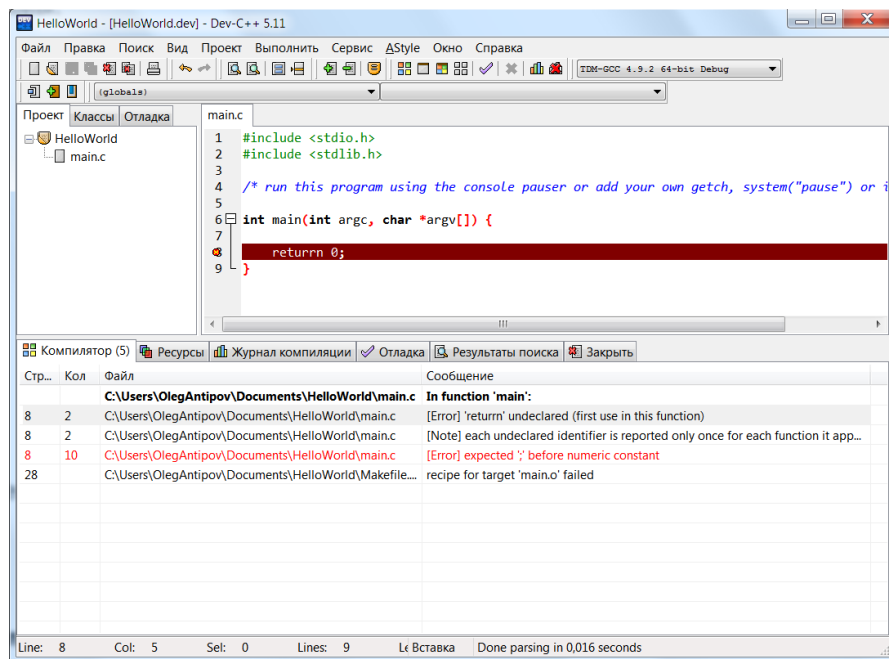 HelloWorld - [HelloWorld.dev] - Dev-C++ 5.11
Файл Правка Поиск Вид Проект Выполнить Сервис AStyle Окно Справка
TDM-GCC 4.9.2 64-bit Debug
(globals)
Проект Классы Отладка main.c
HelloWorld
main.c
1 #include <stdio.h>
2 #include <stdlib.h>
3
4 /* run this program using the console pauser or add your own getch, system("pause") or i
5
6 int main(int argc, char *argv[]) {
7
returrn 0;
9 }
Компилятор (5) Ресурсы Журнал компиляции Отладка Результаты поиска Закрыть
Стр... Кол Файл Сообщение
C:\Users\OlegAntipov\Documents\HelloWorld\main.c In function 'main':
8 2 C:\Users\OlegAntipov\Documents\HelloWorld\main.c [Error] 'returrn' undeclared (first use in this function)
8 2 C:\Users\OlegAntipov\Documents\HelloWorld\main.c [Note] each undeclared identifier is reported only once for each function it app...
8 10 C:\Users\OlegAntipov\Documents\HelloWorld\main.c [Error] expected ';' before numeric constant
28 C:\Users\OlegAntipov\Documents\HelloWorld\Makefile.... recipe for target 'main.o' failed
Line: 8 Col: 5 Sel: 0 Lines: 9 Le Вставка Done parsing in 0,016 seconds